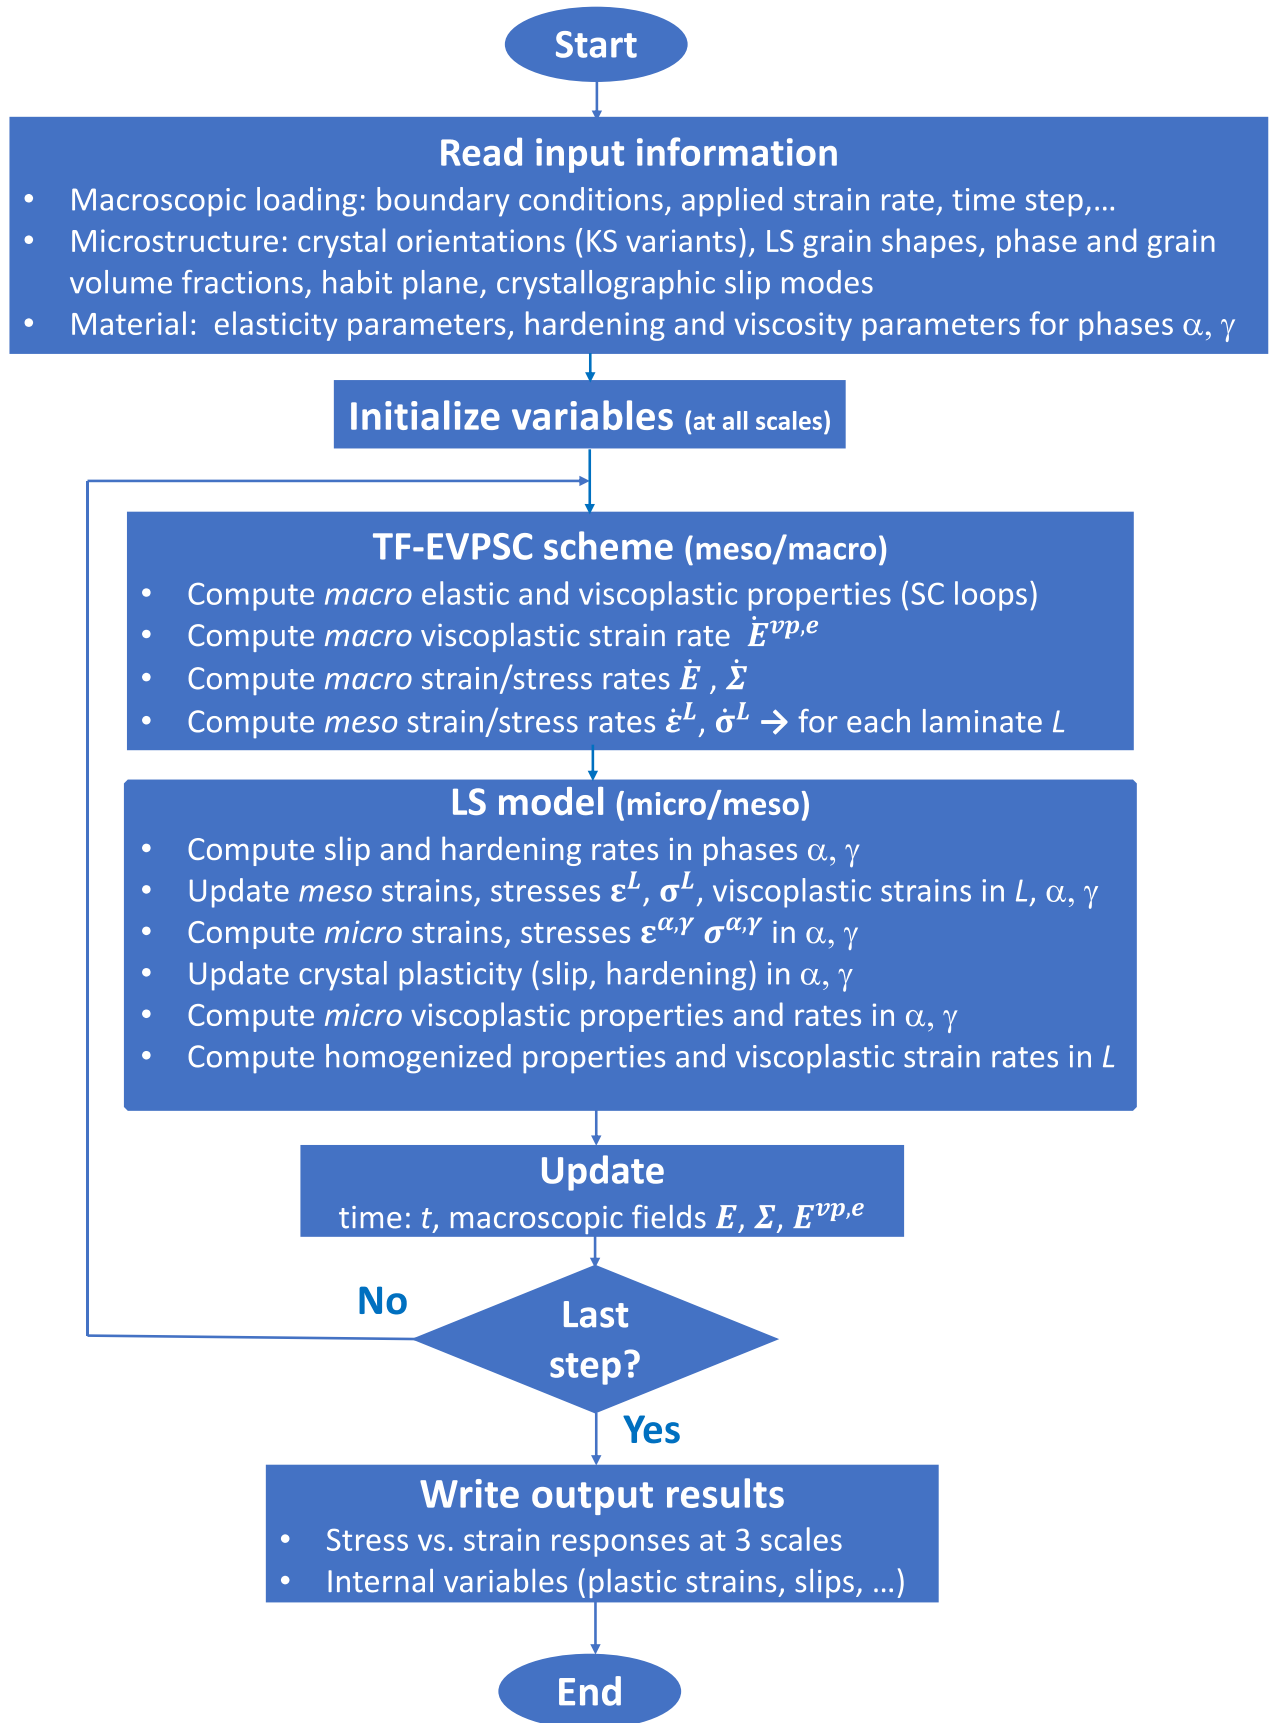 Start
Read input information
• Macroscopic loading: boundary conditions, applied strain rate, time step,...
• Microstructure: crystal orientations (KS variants), LS grain shapes, phase and grain
volume fractions, habit plane, crystallographic slip modes
• Material: elasticity parameters, hardening and viscosity parameters for phases α, γ
Initialize variables (at all scales)
TF-EVPSC scheme (meso/macro)
• Compute macro elastic and viscoplastic properties (SC loops)
• Compute macro viscoplastic strain rate Ė^{vp,e}
• Compute macro strain/stress rates Ė , Σ̇
• Compute meso strain/stress rates ε̇^L, σ̇^L → for each laminate L
LS model (micro/meso)
• Compute slip and hardening rates in phases α, γ
• Update meso strains, stresses ε^L, σ^L, viscoplastic strains in L, α, γ
• Compute micro strains, stresses ε^{α,γ} σ^{α,γ} in α, γ
• Update crystal plasticity (slip, hardening) in α, γ
• Compute micro viscoplastic properties and rates in α, γ
• Compute homogenized properties and viscoplastic strain rates in L
Update
time: t, macroscopic fields E, Σ, E^{vp,e}
No
Last
step?
Yes
Write output results
• Stress vs. strain responses at 3 scales
• Internal variables (plastic strains, slips, ...)
End